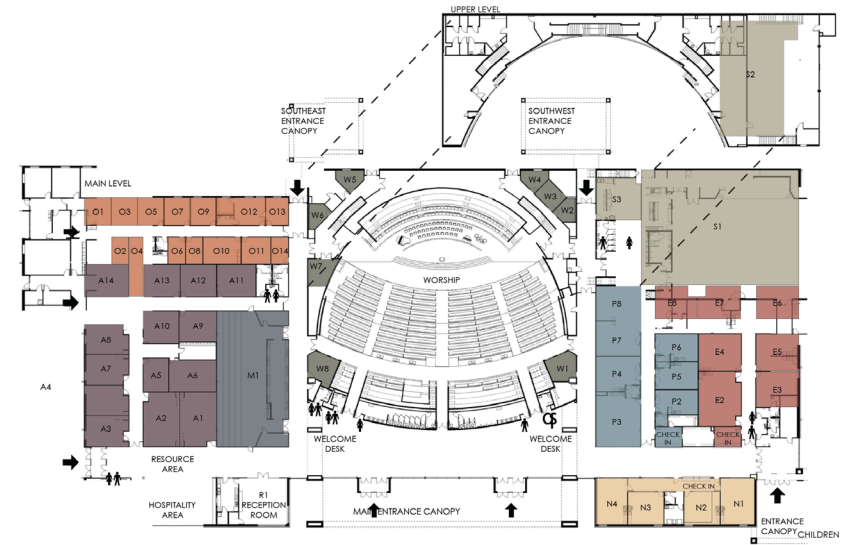 UPPER LEVEL
S2
SOUTHEAST
ENTRANCE
CANOPY
SOUTHWEST
ENTRANCE
CANOPY
MAIN LEVEL
W5
W4
W3
W2
W6
S3
S1
O1 O3 O5 O7 O9 O12 O13
O2 O4 O6 O8 O10 O11 O14
W7
WORSHIP
A14 A13 A12 A11
P8 E8 E7 E6
A10 A9
A8
P7 P6 E4 E5
A7 A5 A6 M1 W8 W1 P4 P5
E3
A3 A2 A1 P3 P2 E2
CHECK
IN
CHECK
IN
A4
WELCOME
DESK
WELCOME
DESK
RESOURCE
AREA
HOSPITALITY
AREA
R1
RECEPTION
ROOM
MAIN ENTRANCE CANOPY
CHECK IN
N4 N3 N2 N1
ENTRANCE
CANOPY
CHILDREN